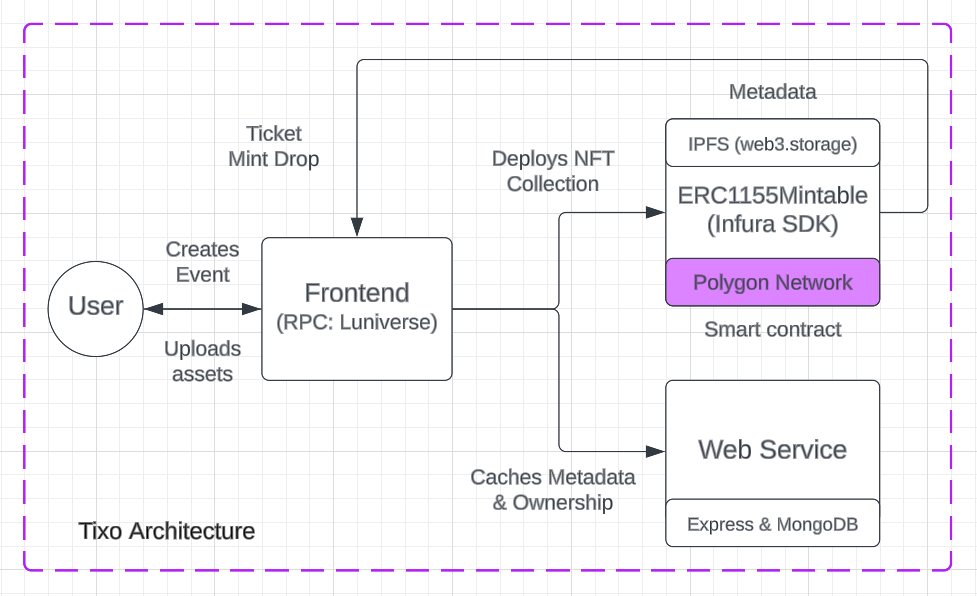 Metadata
Ticket
Mint Drop
Deploys NFT
Collection
IPFS (web3.storage)
ERC1155Mintable
(Infura SDK)
Polygon Network
Smart contract
Creates
Event
User
Uploads
assets
Frontend
(RPC: Luniverse)
Web Service
Express & MongoDB
Caches Metadata
& Ownership
Tixo Architecture